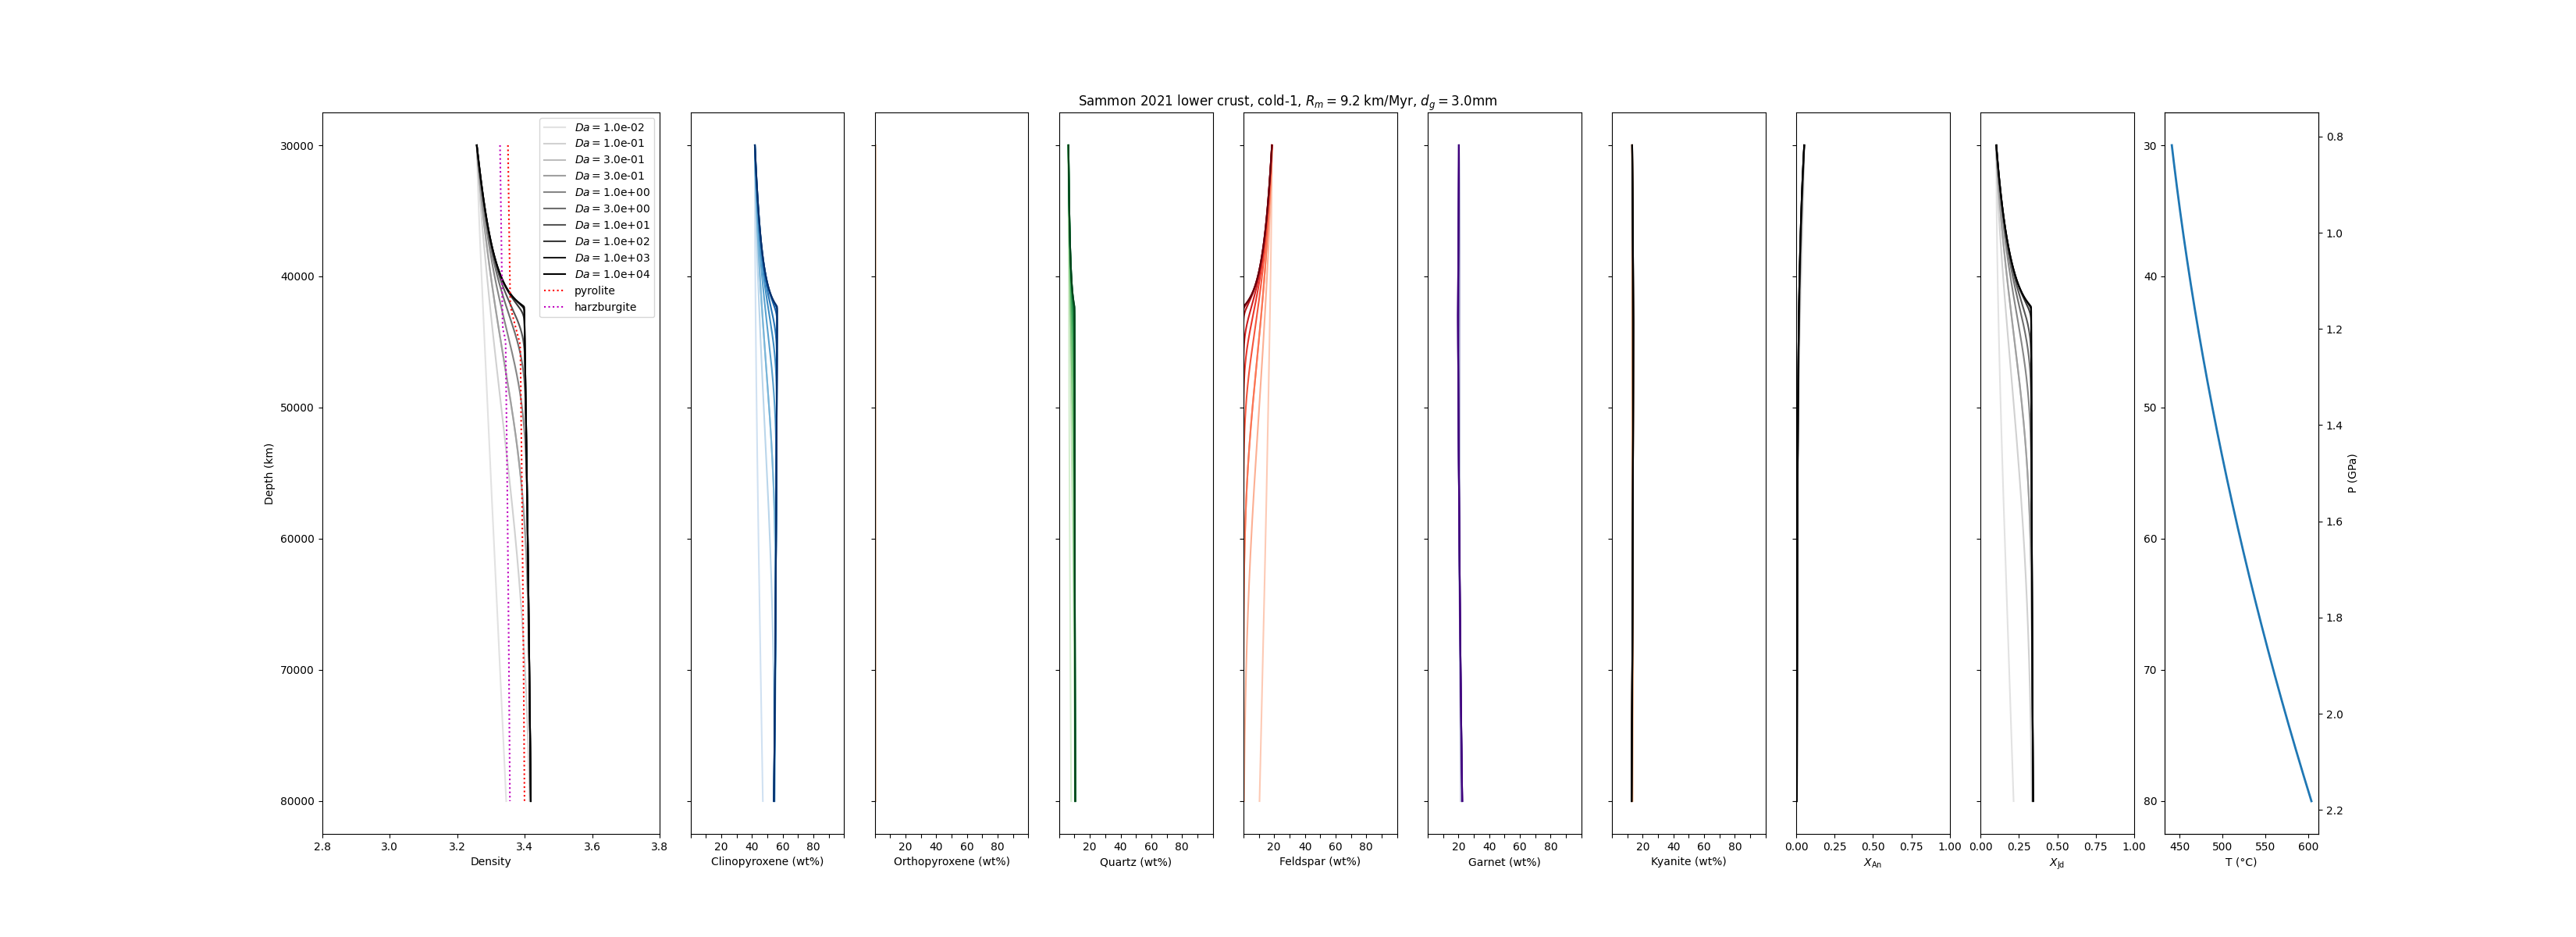 Sammon 2021 lower crust, cold-1, Rm = 9.2 km/Myr, dg = 3.0mm
Da = 1.0e-02
Da = 1.0e-01
Da = 3.0e-01
Da = 3.0e-01
Da = 1.0e+00
Da = 3.0e+00
Da = 1.0e+01
Da = 1.0e+02
Da = 1.0e+03
Da = 1.0e+04
pyrolite
harzburgite
30000
40000
50000
60000
70000
80000
Depth (km)
2.8 3.0 3.2 3.4 3.6 3.8
Density
20 40 60 80
Clinopyroxene (wt%)
20 40 60 80
Orthopyroxene (wt%)
20 40 60 80
Quartz (wt%)
20 40 60 80
Feldspar (wt%)
20 40 60 80
Garnet (wt%)
20 40 60 80
Kyanite (wt%)
0.00 0.25 0.50 0.75 1.00
XAn
0.00 0.25 0.50 0.75 1.00
XJd
30
40
50
60
70
80
450 500 550 600
T (°C)
0.8
1.0
1.2
1.4
1.6
1.8
2.0
2.2
P (GPa)